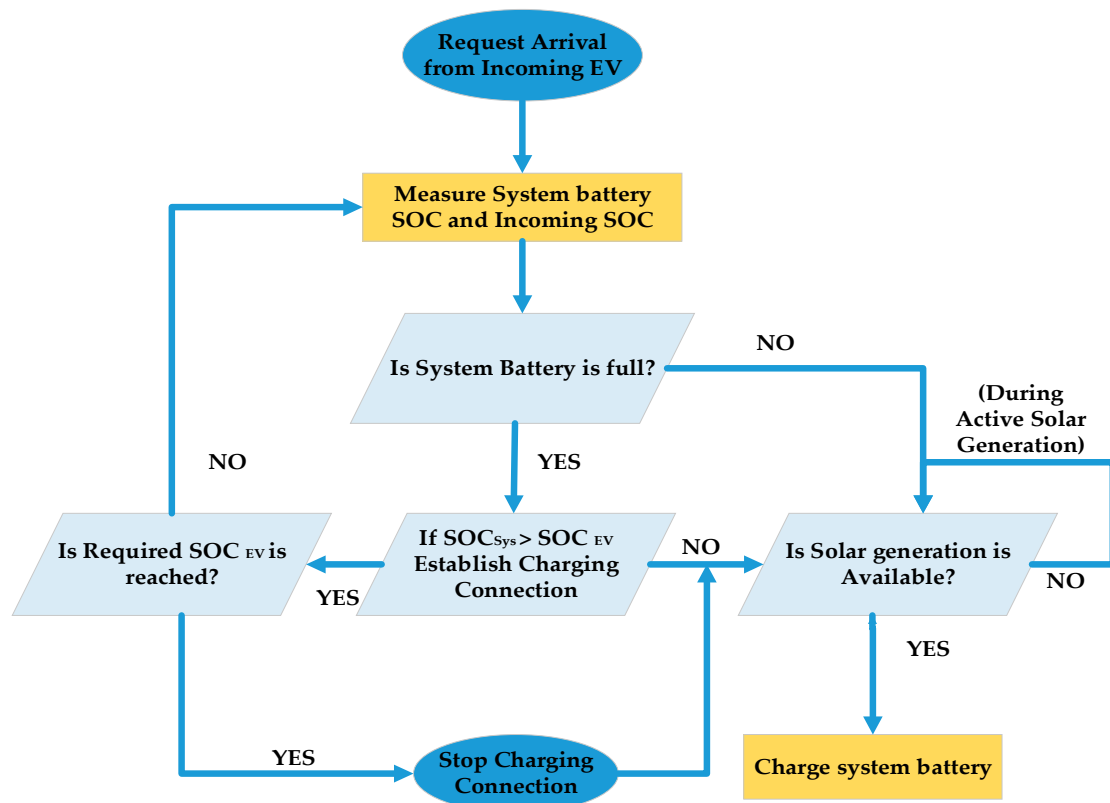 Request Arrival
from Incoming EV
Measure System battery
SOC and Incoming SOC
Is System Battery is full?
NO
(During
Active Solar
Generation)
NO
YES
Is Required SOC EV is
reached?
YES
If SOCSys > SOC EV
Establish Charging
Connection
NO
Is Solar generation is
Available?
NO
YES
YES
Stop Charging
Connection
Charge system battery